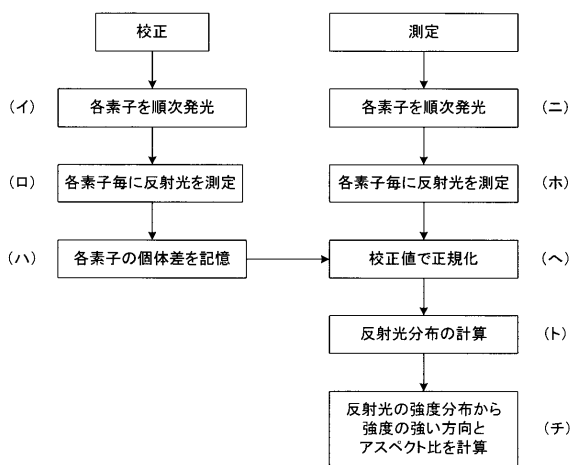 校正
測定
(イ)
各素子を順次発光
各素子を順次発光
(ニ)
(ロ)
各素子毎に反射光を測定
各素子毎に反射光を測定
(ホ)
(ハ)
各素子の個体差を記憶
校正値で正規化
(ヘ)
反射光分布の計算
(ト)
反射光の強度分布から
強度の強い方向と
アスペクト比を計算
(チ)